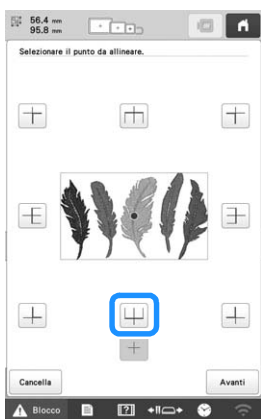 56.4 mm
95.8 mm
Selezionare il punto da allineare.
Cancella
Avanti
Blocco